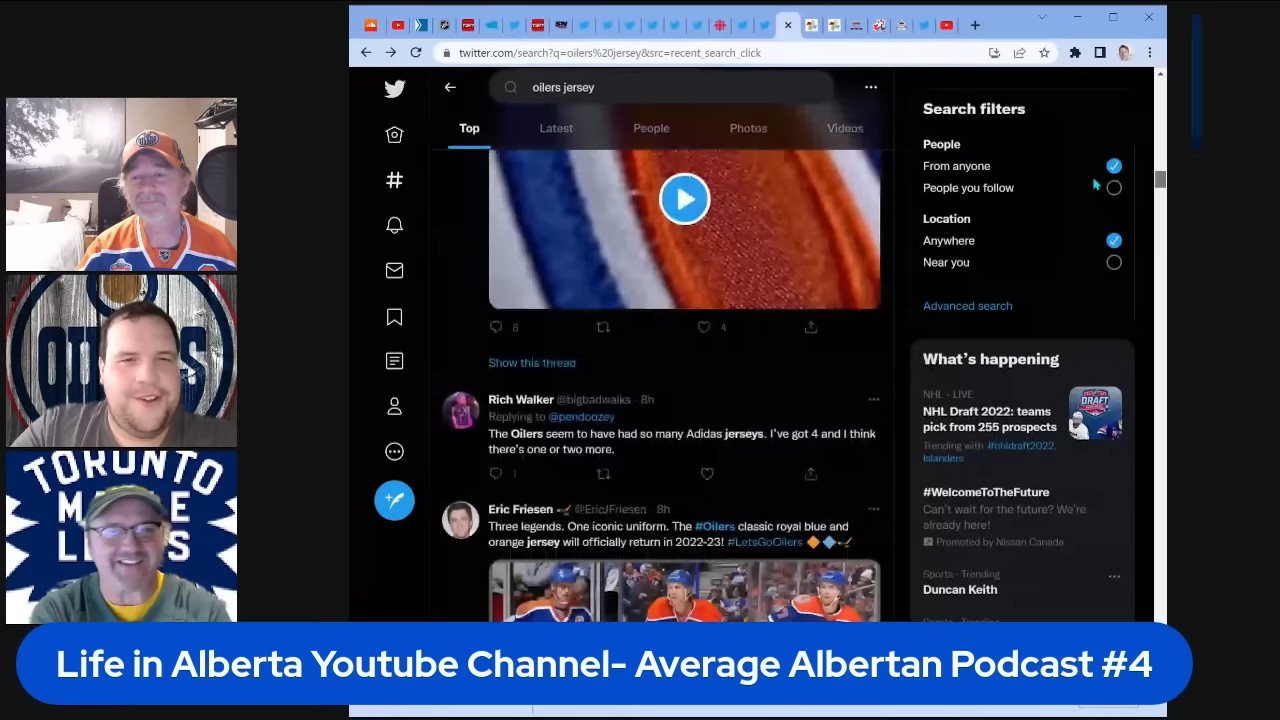 twitter.com/search?q=oilers%20jersey&src=recent_search_click
oilers jersey
Top
Latest
People
Photos
Videos
8
4
Show this thread
Rich Walker @bigbadwalks · 8h
Replying to @pendoozey
The Oilers seem to have had so many Adidas jerseys. I've got 4 and I think
there's one or two more.
1
Eric Friesen @EricJFriesen · 8h
Three legends. One iconic uniform. The #Oilers classic royal blue and
orange jersey will officially return in 2022-23! #LetsGoOilers
Search filters
People
From anyone
People you follow
Location
Anywhere
Near you
Advanced search
What's happening
NHL · LIVE
NHL Draft 2022: teams
pick from 255 prospects
Trending with #nhldraft2022,
Islanders
DRAFT
#WelcomeToTheFuture
Can't wait for the future? We're
already here!
Promoted by Nissan Canada
Sports · Trending
Duncan Keith
OILERS
TORONTO
MAPLE
LEAFS
Life in Alberta Youtube Channel- Average Albertan Podcast #4